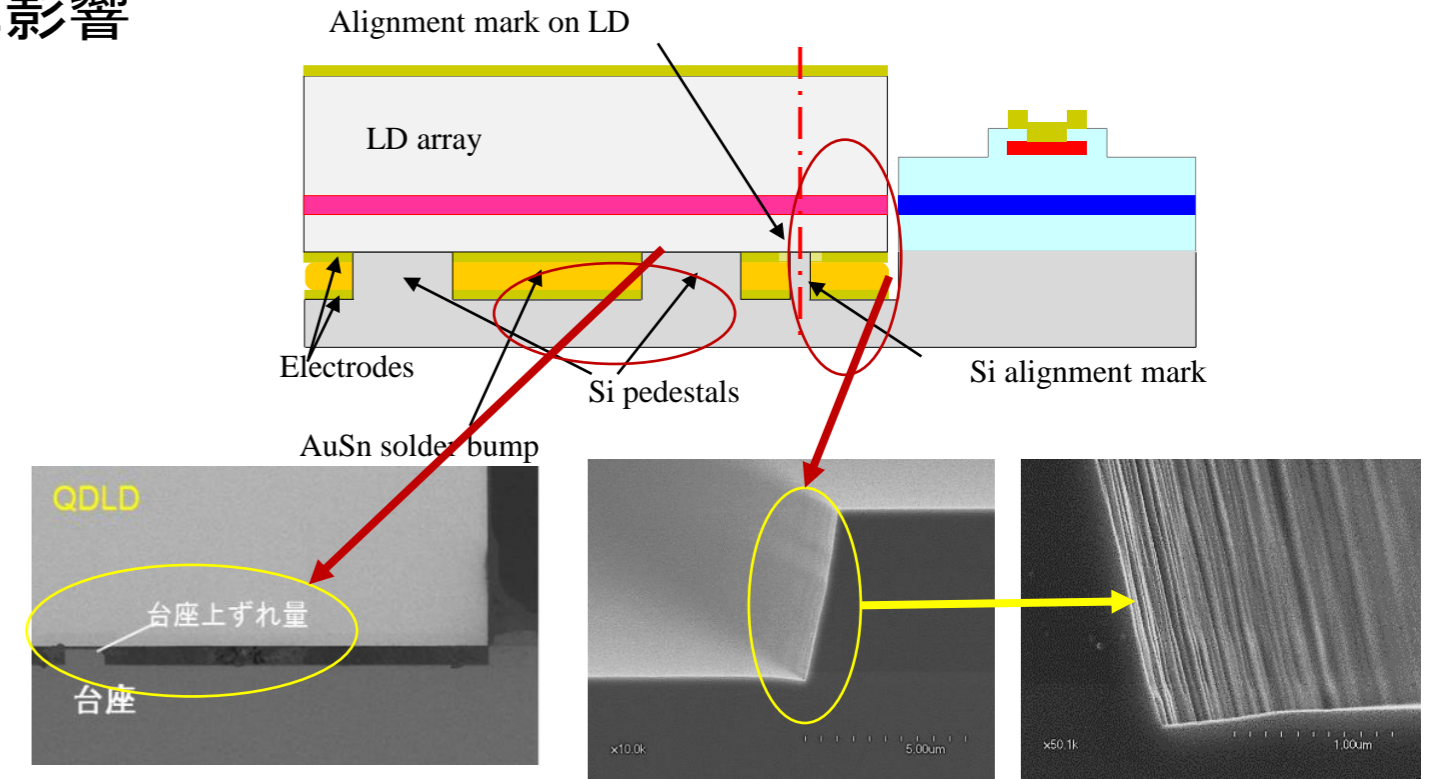 影響
Alignment mark on LD
LD array
Electrodes
Si pedestals
Si alignment mark
AuSn solder bump
QDLD
台座上ずれ量
台座
x10.0k
5.00um
x50.1k
1.00um